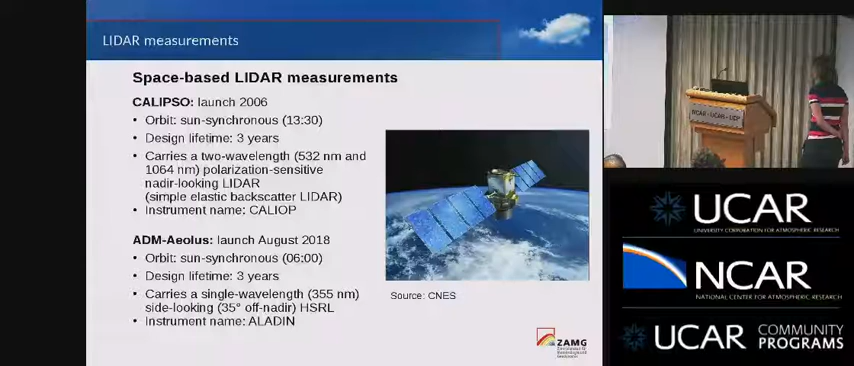 LIDAR measurements
Space-based LIDAR measurements
CALIPSO: launch 2006
• Orbit: sun-synchronous (13:30)
• Design lifetime: 3 years
• Carries a two-wavelength (532 nm and
1064 nm) polarization-sensitive
nadir-looking LIDAR
(simple elastic backscatter LIDAR)
• Instrument name: CALIOP
ADM-Aeolus: launch August 2018
• Orbit: sun-synchronous (06:00)
• Design lifetime: 3 years
• Carries a single-wavelength (355 nm)
side-looking (35° off-nadir) HSRL
• Instrument name: ALADIN
Source: CNES
ZAMG
NCAR · UCAR · UCP
UCAR
UNIVERSITY CORPORATION FOR ATMOSPHERIC RESEARCH
NCAR
NATIONAL CENTER FOR ATMOSPHERIC RESEARCH
UCAR COMMUNITY
PROGRAMS